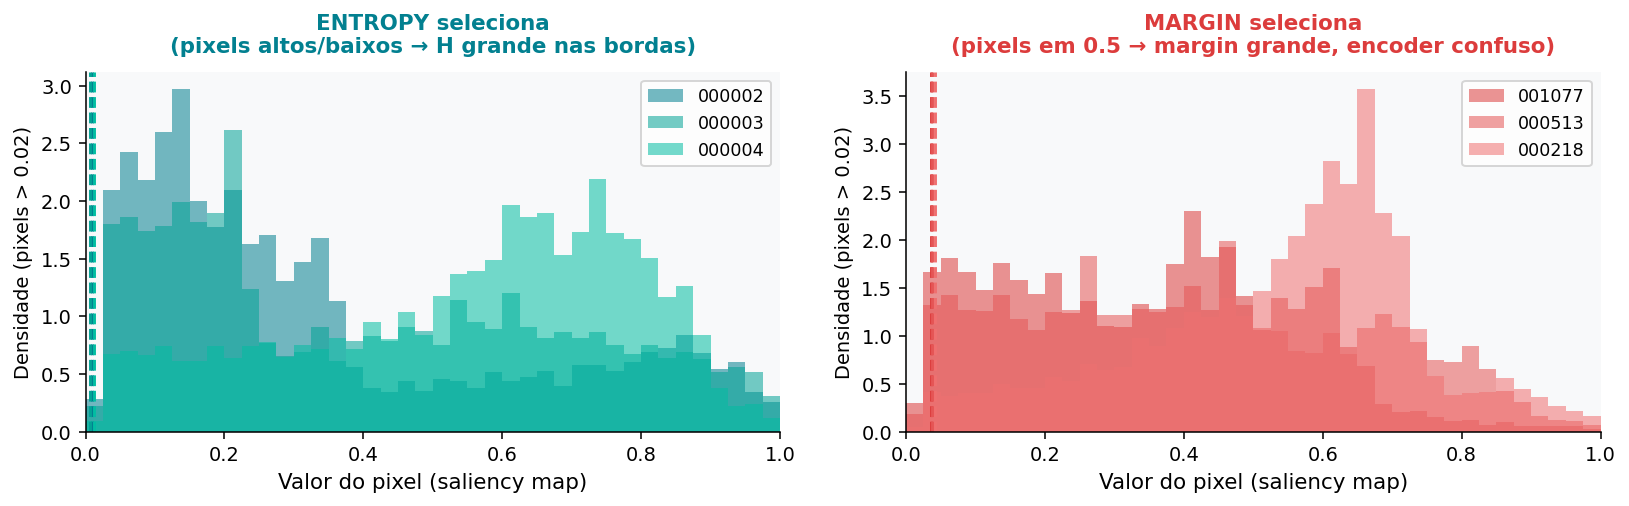 ENTROPY seleciona
(pixels altos/baixos → H grande nas bordas)
Densidade (pixels > 0.02)
3.0
2.5
2.0
1.5
1.0
0.5
0.0
000002
000003
000004
0.0 0.2 0.4 0.6 0.8 1.0
Valor do pixel (saliency map)
MARGIN seleciona
(pixels em 0.5 → margin grande, encoder confuso)
Densidade (pixels > 0.02)
3.5
3.0
2.5
2.0
1.5
1.0
0.5
0.0
001077
000513
000218
0.0 0.2 0.4 0.6 0.8 1.0
Valor do pixel (saliency map)